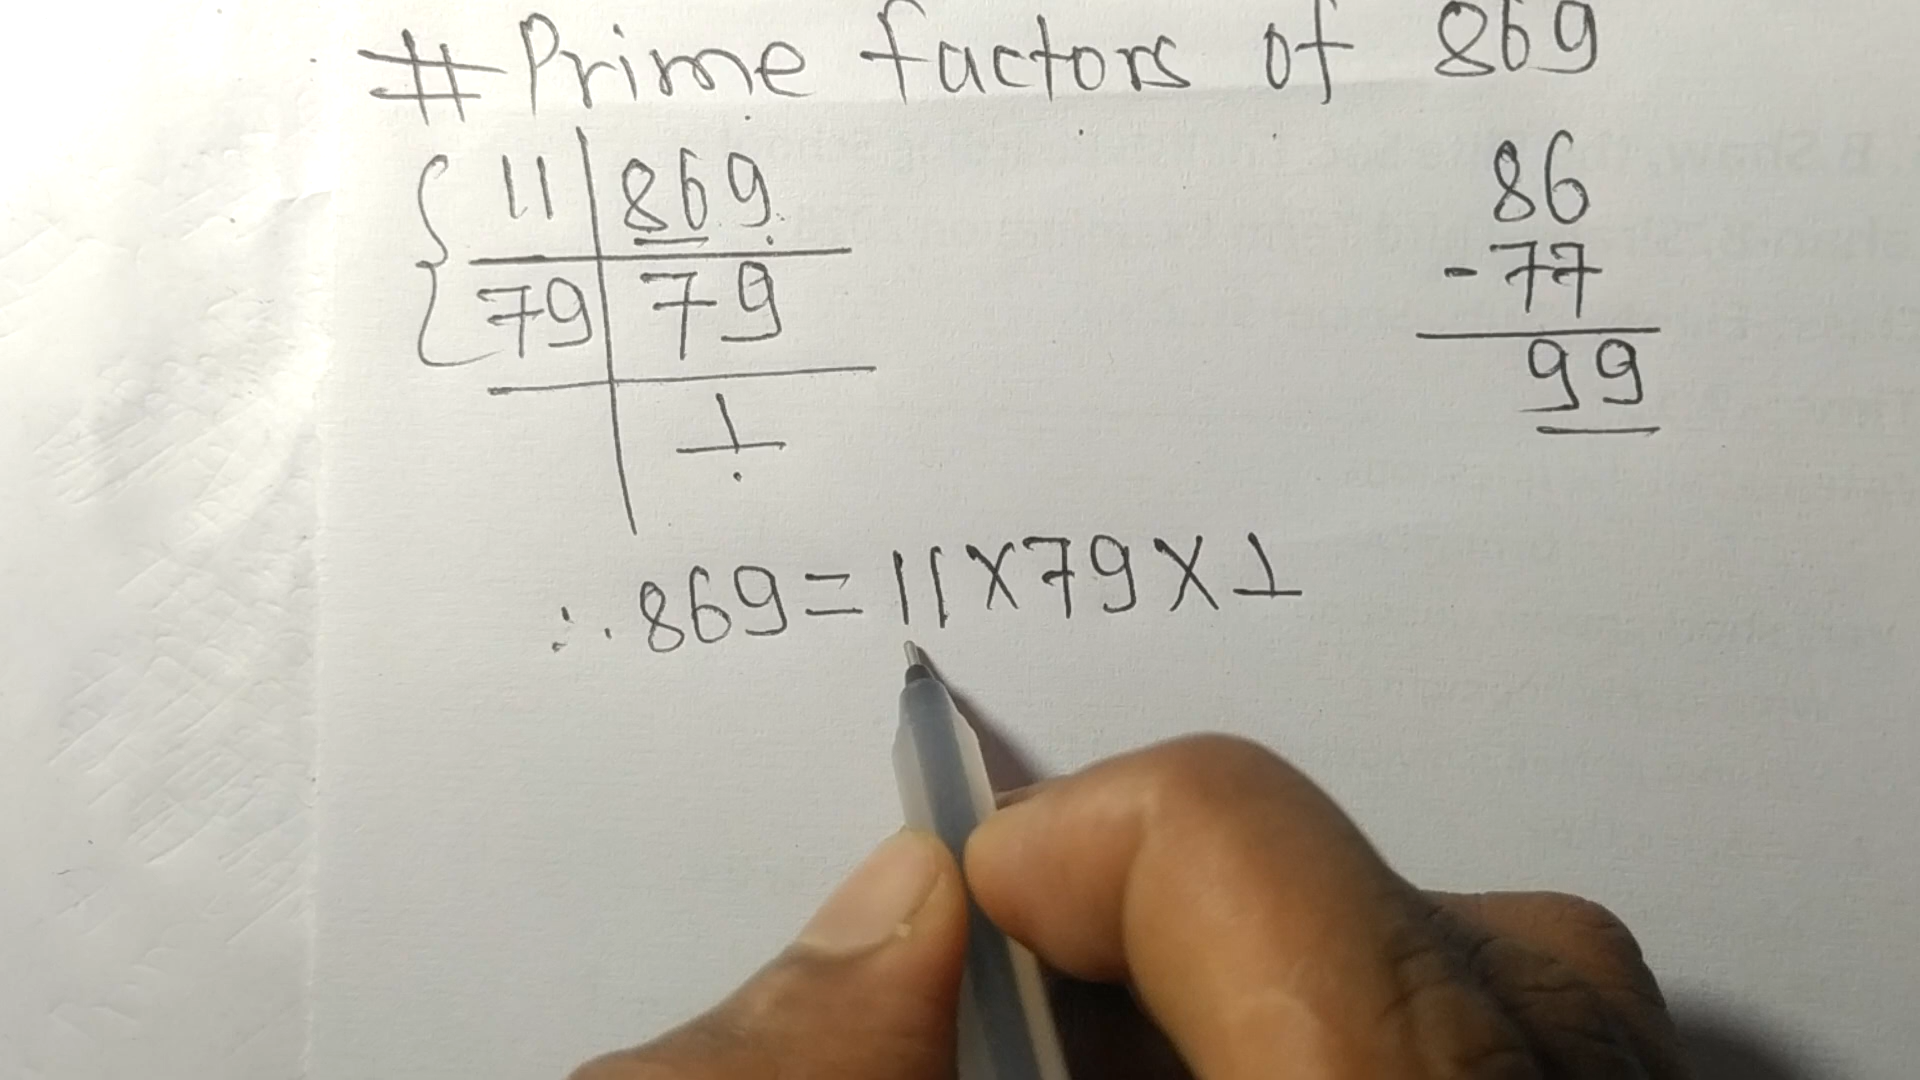 # Prime factors of 869
11 | 869
79 | 79
1
86
- 77
99
∴ 869 = 11 X 79 X 1